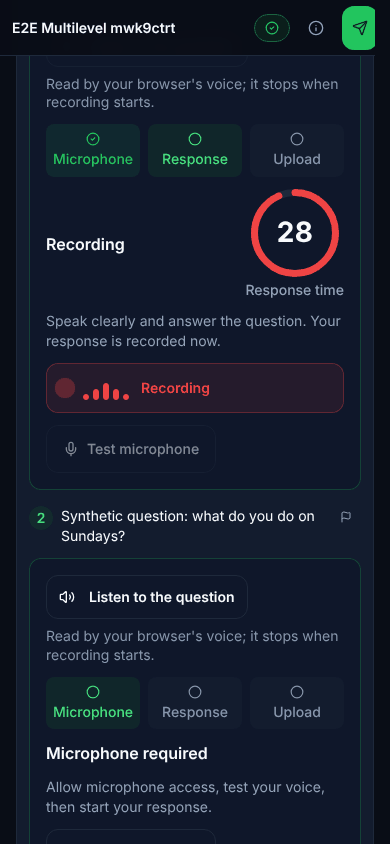 E2E Multilevel mwk9ctrt
Read by your browser's voice; it stops when
recording starts.
Microphone
Response
Upload
Recording
28
Response time
Speak clearly and answer the question. Your
response is recorded now.
Recording
Test microphone
2
Synthetic question: what do you do on
Sundays?
Listen to the question
Read by your browser's voice; it stops when
recording starts.
Microphone
Response
Upload
Microphone required
Allow microphone access, test your voice,
then start your response.